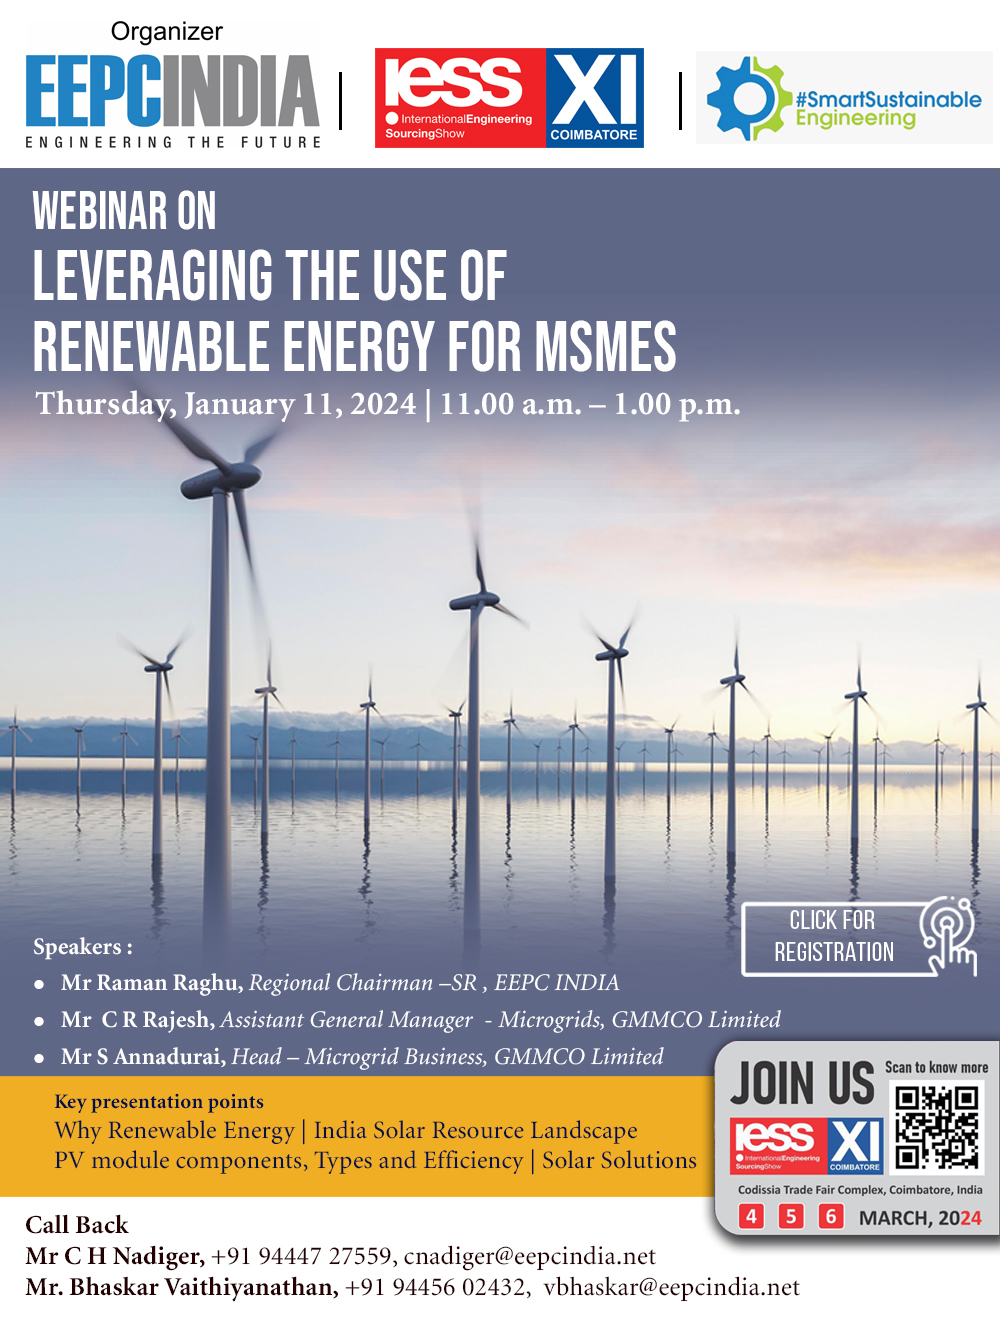 Organizer
EEPCINDIA
ENGINEERING THE FUTURE
iess
InternationalEngineering
SourcingShow
XI
COIMBATORE
#SmartSustainable
Engineering
WEBINAR ON
LEVERAGING THE USE OF
RENEWABLE ENERGY FOR MSMES
Thursday, January 11, 2024 | 11.00 a.m. – 1.00 p.m.
CLICK FOR
REGISTRATION
Speakers :
• Mr Raman Raghu, Regional Chairman –SR , EEPC INDIA
• Mr C R Rajesh, Assistant General Manager - Microgrids, GMMCO Limited
• Mr S Annadurai, Head – Microgrid Business, GMMCO Limited
Key presentation points
Why Renewable Energy | India Solar Resource Landscape
PV module components, Types and Efficiency | Solar Solutions
JOIN US
Scan to know more
iess
InternationalEngineering
SourcingShow
XI
COIMBATORE
Codissia Trade Fair Complex, Coimbatore, India
4 5 6 MARCH, 2024
Call Back
Mr C H Nadiger, +91 94447 27559, cnadiger@eepcindia.net
Mr. Bhaskar Vaithiyanathan, +91 94456 02432, vbhaskar@eepcindia.net